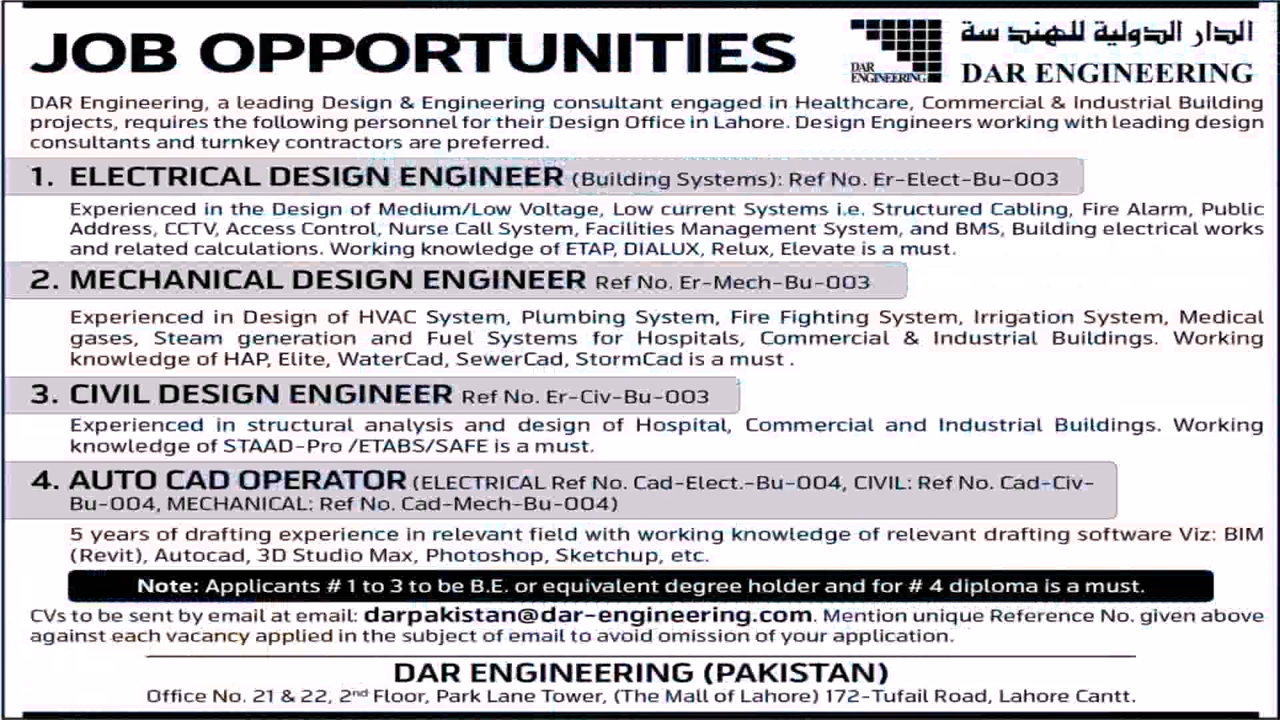 JOB OPPORTUNITIES
الدار الدولية للهندسة
DAR ENGINEERING
DAR
ENGINEERING
DAR Engineering, a leading Design & Engineering consultant engaged in Healthcare, Commercial & Industrial Building
projects, requires the following personnel for their Design Office in Lahore. Design Engineers working with leading design
consultants and turnkey contractors are preferred.
1. ELECTRICAL DESIGN ENGINEER (Building Systems): Ref No. Er-Elect-Bu-003
Experienced in the Design of Medium/Low Voltage, Low current Systems i.e. Structured Cabling, Fire Alarm, Public
Address, CCTV, Access Control, Nurse Call System, Facilities Management System, and BMS, Building electrical works
and related calculations. Working knowledge of ETAP, DIALUX, Relux, Elevate is a must.
2. MECHANICAL DESIGN ENGINEER Ref No. Er-Mech-Bu-003
Experienced in Design of HVAC System, Plumbing System, Fire Fighting System, Irrigation System, Medical
gases, Steam generation and Fuel Systems for Hospitals, Commercial & Industrial Buildings. Working
knowledge of HAP, Elite, WaterCad, SewerCad, StormCad is a must .
3. CIVIL DESIGN ENGINEER Ref No. Er-Civ-Bu-003
Experienced in structural analysis and design of Hospital, Commercial and Industrial Buildings. Working
knowledge of STAAD-Pro /ETABS/SAFE is a must.
4. AUTO CAD OPERATOR (ELECTRICAL Ref No. Cad-Elect.-Bu-004, CIVIL: Ref No. Cad-Civ-
Bu-004, MECHANICAL: Ref No. Cad-Mech-Bu-004)
5 years of drafting experience in relevant field with working knowledge of relevant drafting software Viz: BIM
(Revit), Autocad, 3D Studio Max, Photoshop, Sketchup, etc.
Note: Applicants # 1 to 3 to be B.E. or equivalent degree holder and for # 4 diploma is a must.
CVs to be sent by email at email: darpakistan@dar-engineering.com. Mention unique Reference No. given above
against each vacancy applied in the subject of email to avoid omission of your application.
DAR ENGINEERING (PAKISTAN)
Office No. 21 & 22, 2nd Floor, Park Lane Tower, (The Mall of Lahore) 172-Tufail Road, Lahore Cantt.